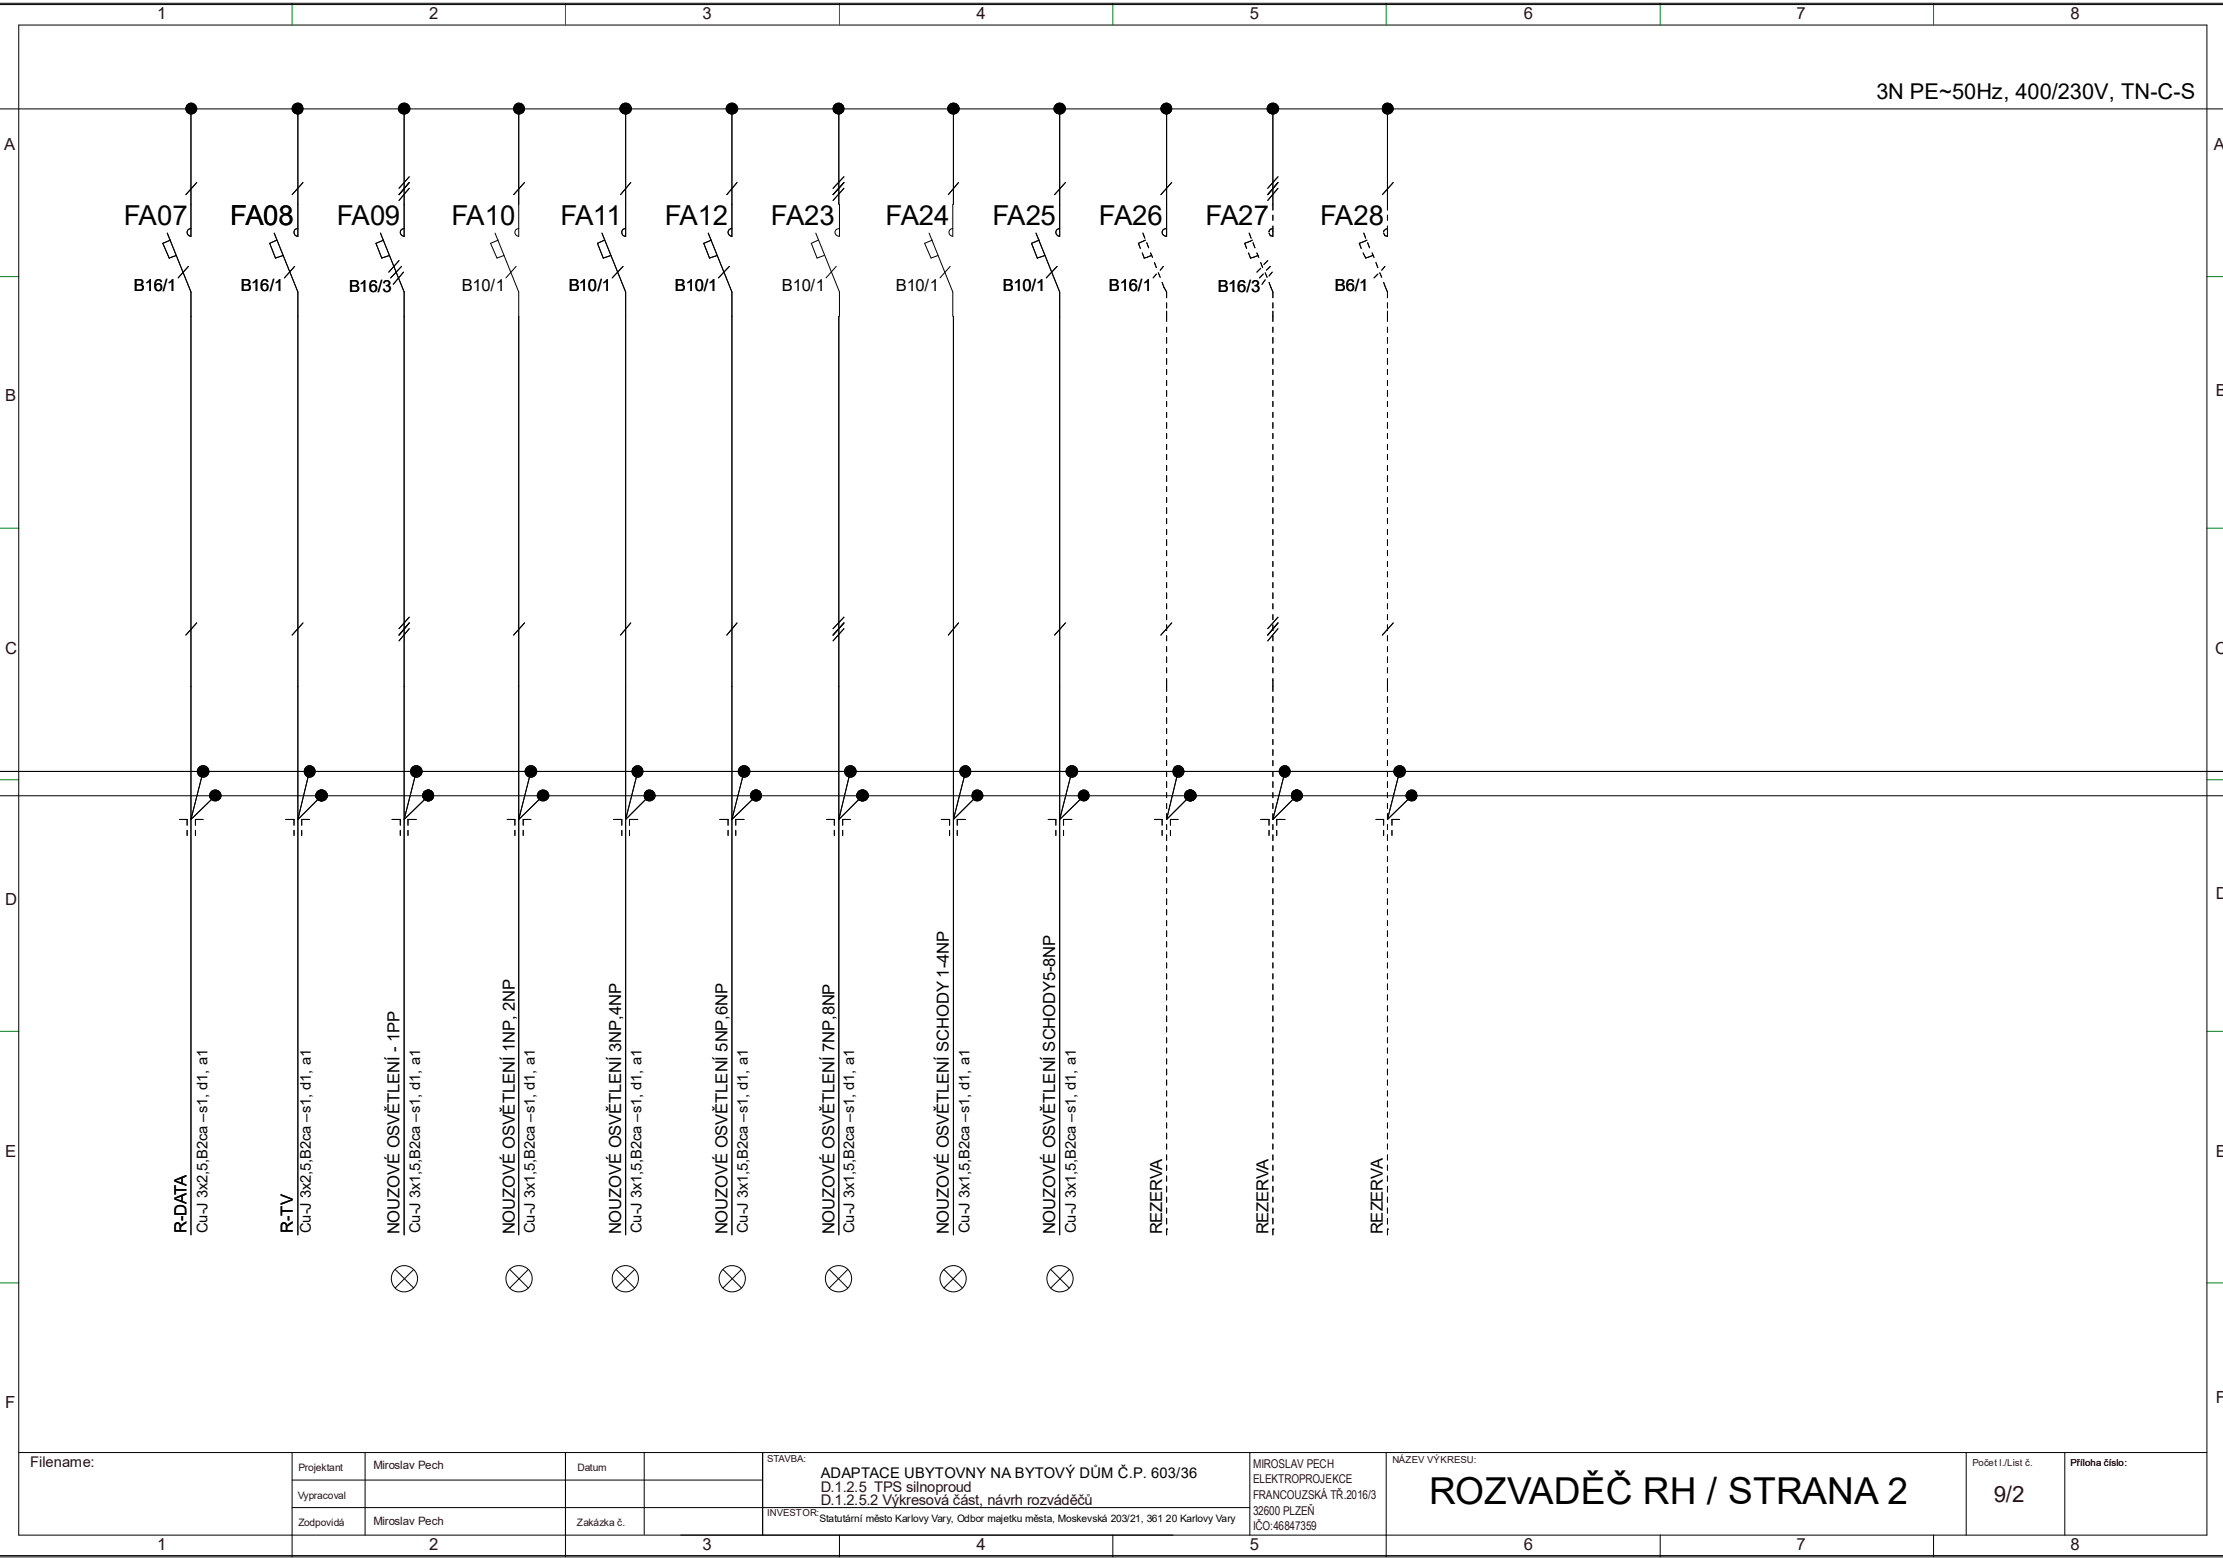 1 2 3 4 5 6 7 8
3N PE~50Hz, 400/230V, TN-C-S
A A
FA07 FA08 FA09 FA10 FA11 FA12 FA23 FA24 FA25 FA26 FA27 FA28
B16/1 B16/1 B16/3 B10/1 B10/1 B10/1 B10/1 B10/1 B10/1 B16/1 B16/3 B6/1
B B
C C
D D
R-DATA
Cu-J 3x2,5,B2ca –s1, d1, a1
R-TV
Cu-J 3x2,5,B2ca –s1, d1, a1
NOUZOVÉ OSVĚTLENÍ - 1PP
Cu-J 3x1,5,B2ca –s1, d1, a1
NOUZOVÉ OSVĚTLENÍ 1NP, 2NP
Cu-J 3x1,5,B2ca –s1, d1, a1
NOUZOVÉ OSVĚTLENÍ 3NP,4NP
Cu-J 3x1,5,B2ca –s1, d1, a1
NOUZOVÉ OSVĚTLENÍ 5NP,6NP
Cu-J 3x1,5,B2ca –s1, d1, a1
NOUZOVÉ OSVĚTLENÍ 7NP,8NP
Cu-J 3x1,5,B2ca –s1, d1, a1
NOUZOVÉ OSVĚTLENÍ SCHODY 1-4NP
Cu-J 3x1,5,B2ca –s1, d1, a1
NOUZOVÉ OSVĚTLENÍ SCHODY5-8NP
Cu-J 3x1,5,B2ca –s1, d1, a1
REZERVA
REZERVA
REZERVA
E E
F F
Filename:
Projektant Miroslav Pech Datum
Vypracoval
Zodpovídá Miroslav Pech Zakázka č.
STAVBA:
ADAPTACE UBYTOVNY NA BYTOVÝ DŮM Č.P. 603/36
D.1.2.5 TPS silnoproud
D.1.2.5.2 Výkresová část, návrh rozváděčů
INVESTOR: Statutární město Karlovy Vary, Odbor majetku města, Moskevská 203/21, 361 20 Karlovy Vary
MIROSLAV PECH
ELEKTROPROJEKCE
FRANCOUZSKÁ TŘ.2016/3
32600 PLZEŇ
IČO:46847359
NÁZEV VÝKRESU:
ROZVADĚČ RH / STRANA 2
Počet l./List č.
9/2
Příloha číslo:
1 2 3 4 5 6 7 8